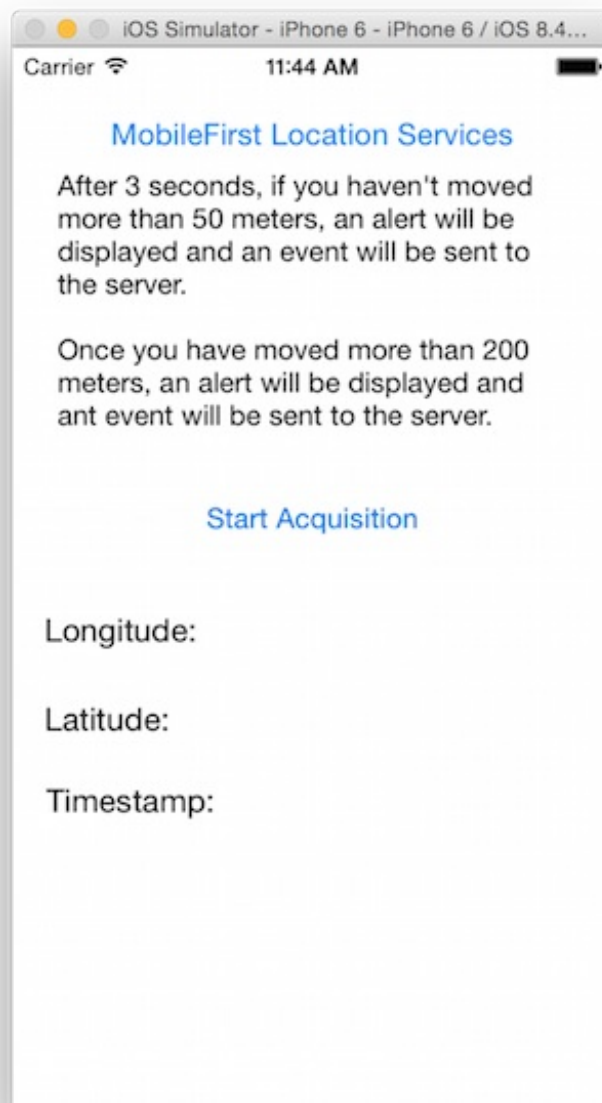 iOS Simulator - iPhone 6 - iPhone 6 / iOS 8.4...
Carrier 11:44 AM
MobileFirst Location Services
After 3 seconds, if you haven't moved
more than 50 meters, an alert will be
displayed and an event will be sent to
the server.
Once you have moved more than 200
meters, an alert will be displayed and
ant event will be sent to the server.
Start Acquisition
Longitude:
Latitude:
Timestamp: